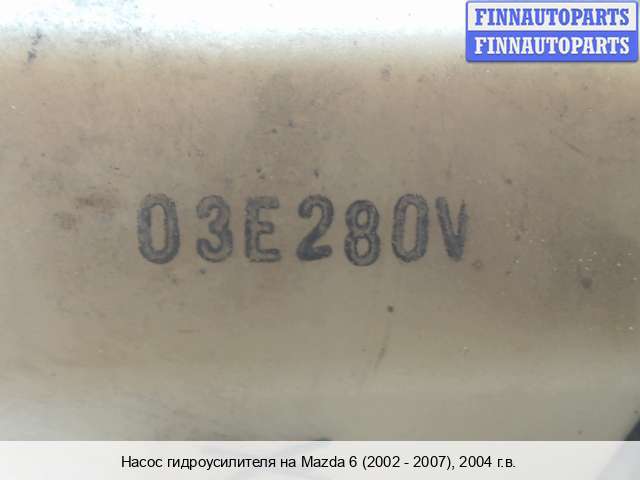 FINNAUTOPARTS
FINNAUTOPARTS
03E280V
Насос гидроусилителя на Mazda 6 (2002 - 2007), 2004 г.в.